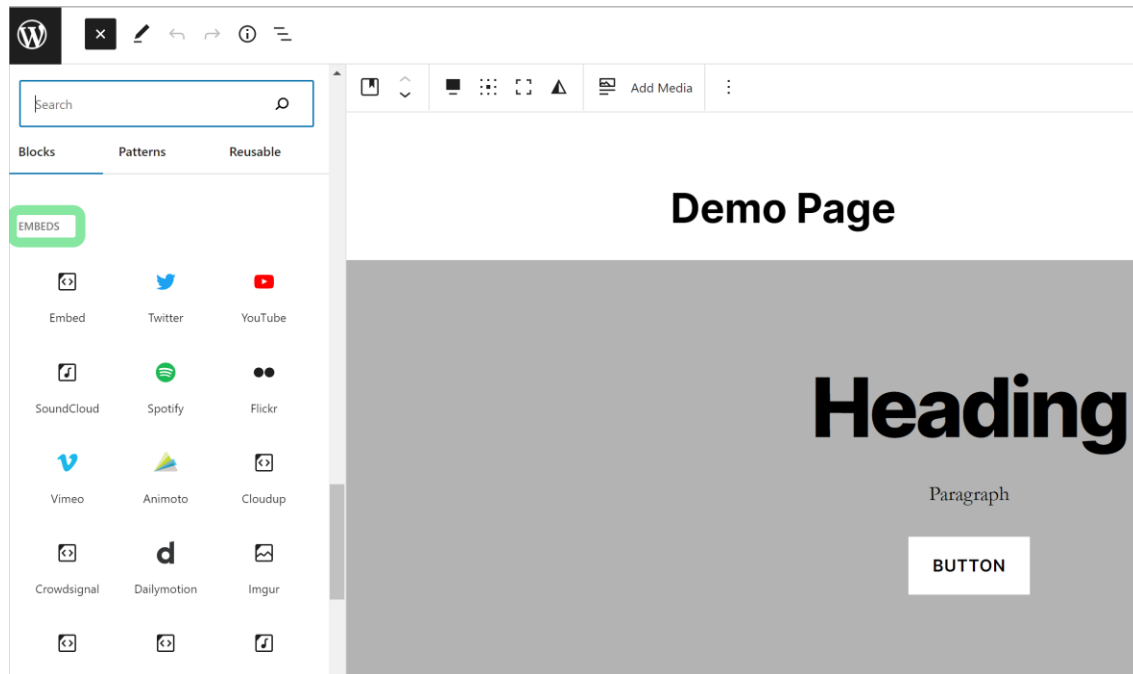 Add Media
Search
Blocks Patterns Reusable
Demo Page
EMBEDS
Embed Twitter YouTube
SoundCloud Spotify Flickr
Vimeo Animoto Cloudup
Crowdsignal Dailymotion Imgur
Heading
Paragraph
BUTTON